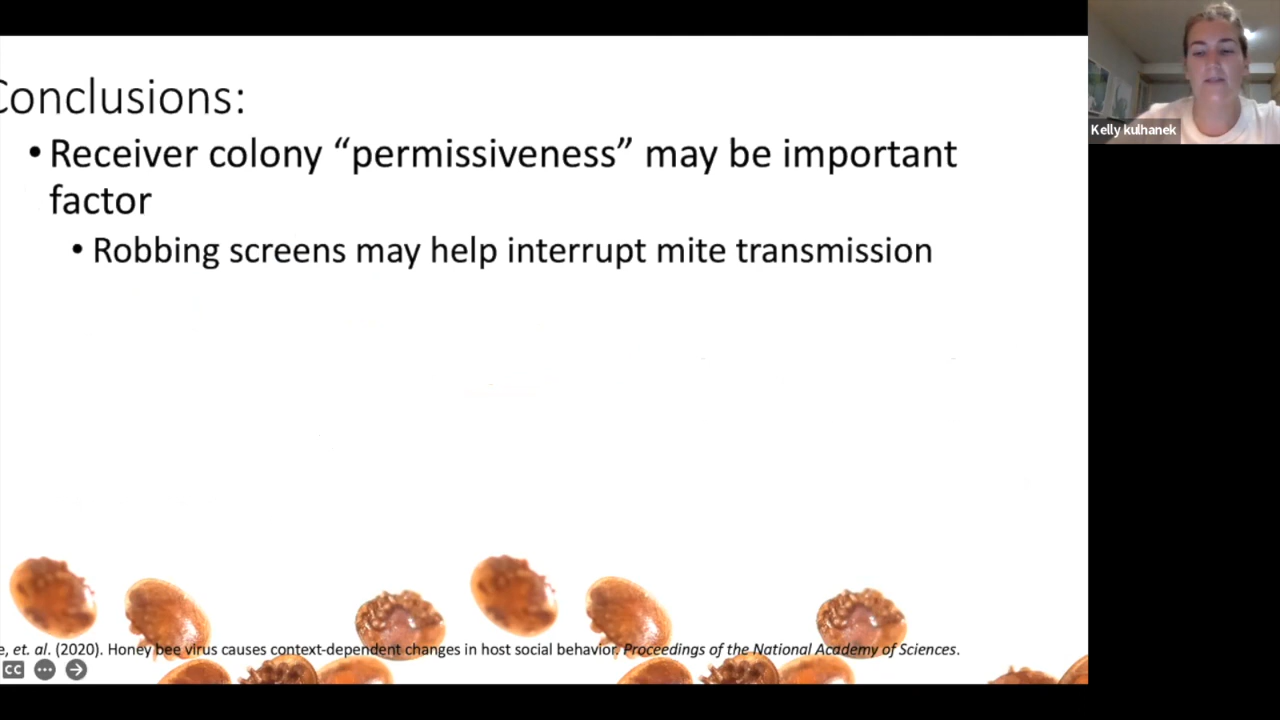 Conclusions:
• Receiver colony “permissiveness” may be important
factor
• Robbing screens may help interrupt mite transmission
Kelly kulhanek
e, et. al. (2020). Honey bee virus causes context-dependent changes in host social behavior. Proceedings of the National Academy of Sciences.
CC